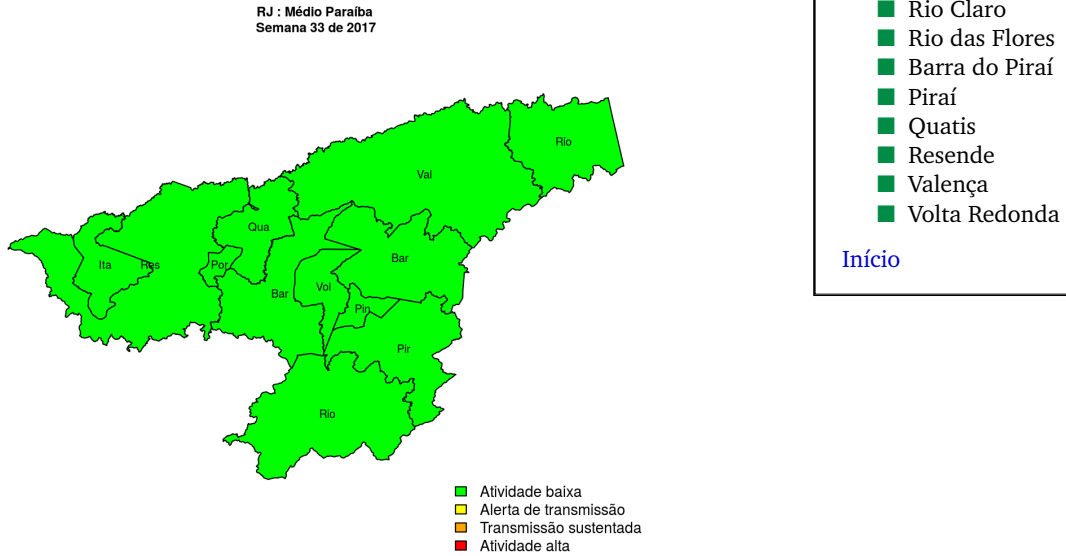 RJ : Médio Paraíba
Semana 33 de 2017
Rio
Val
Qua
Ita
Res
Por
Bar
Bar
Vol
Pin
Pir
Rio
Atividade baixa
Alerta de transmissão
Transmissão sustentada
Atividade alta
Rio Claro
Rio das Flores
Barra do Piraí
Piraí
Quatis
Resende
Valença
Volta Redonda
Início